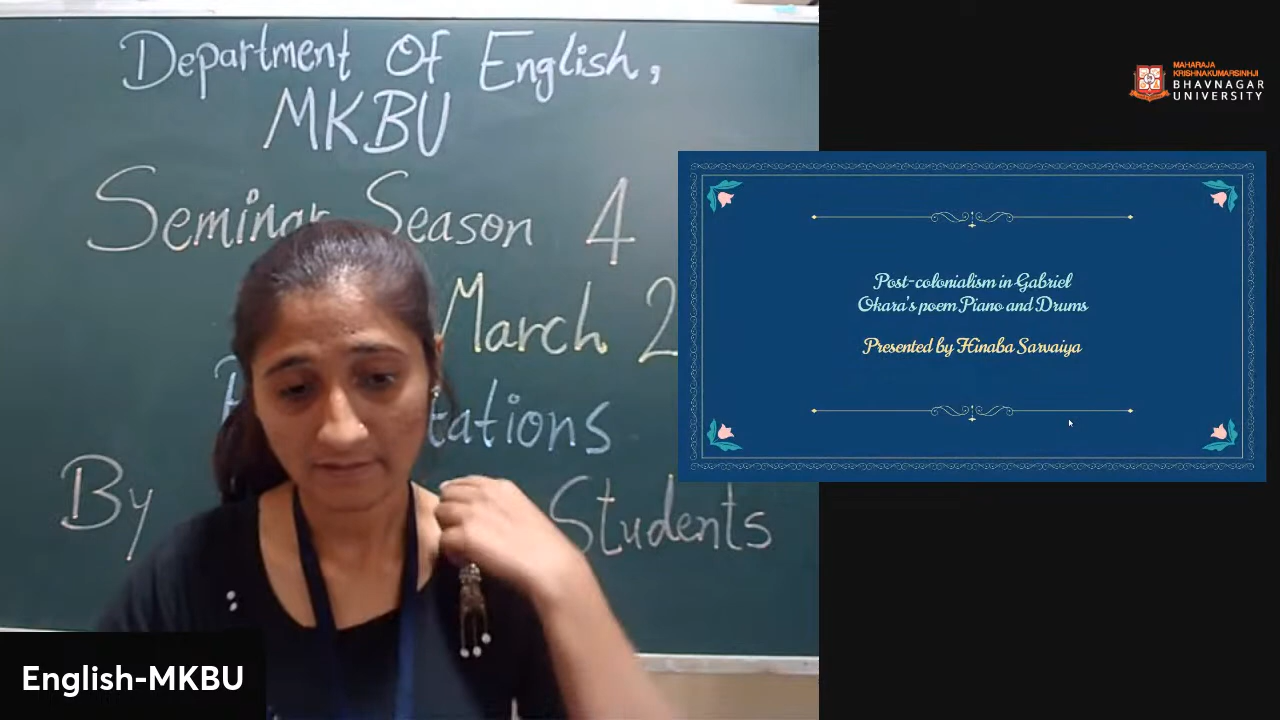 Department Of English,
MKBU
Seminar Season 4
March 2
tations
By Students
MAHARAJA
KRISHNAKUMARSINHJI
BHAVNAGAR
UNIVERSITY
Post-colonialism in Gabriel
Okara's poem Piano and Drums
Presented by Hinaba Sarvaiya
English-MKBU